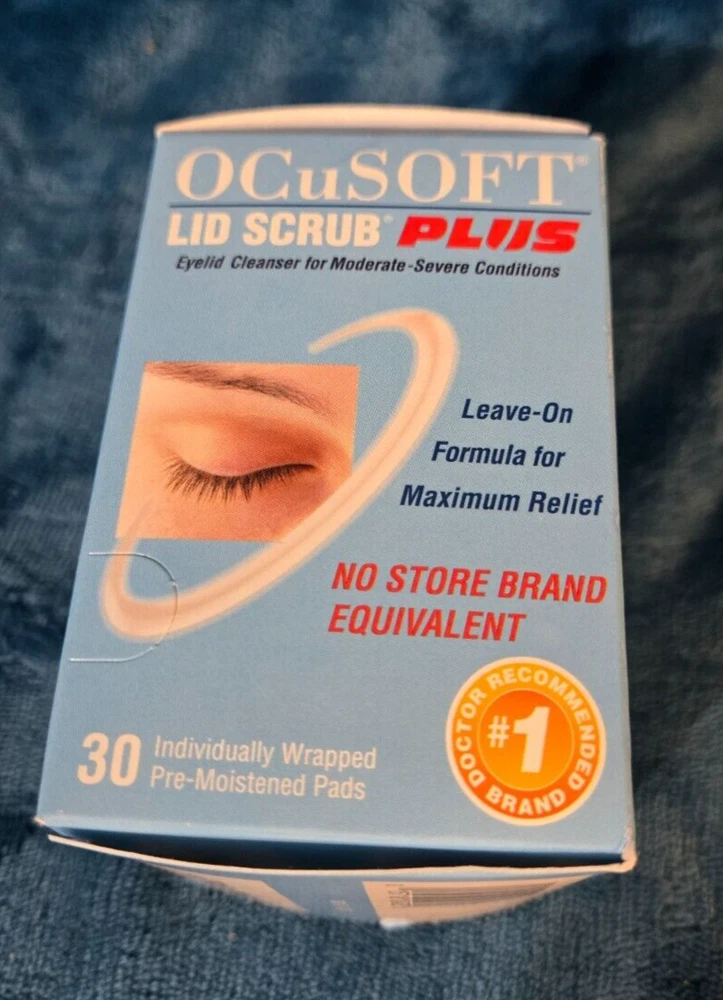 OCuSOFT®
LID SCRUB® PLUS
Eyelid Cleanser for Moderate-Severe Conditions
Leave-On
Formula for
Maximum Relief
NO STORE BRAND
EQUIVALENT
DOCTOR RECOMMENDED
#1
BRAND
30 Individually Wrapped
Pre-Moistened Pads